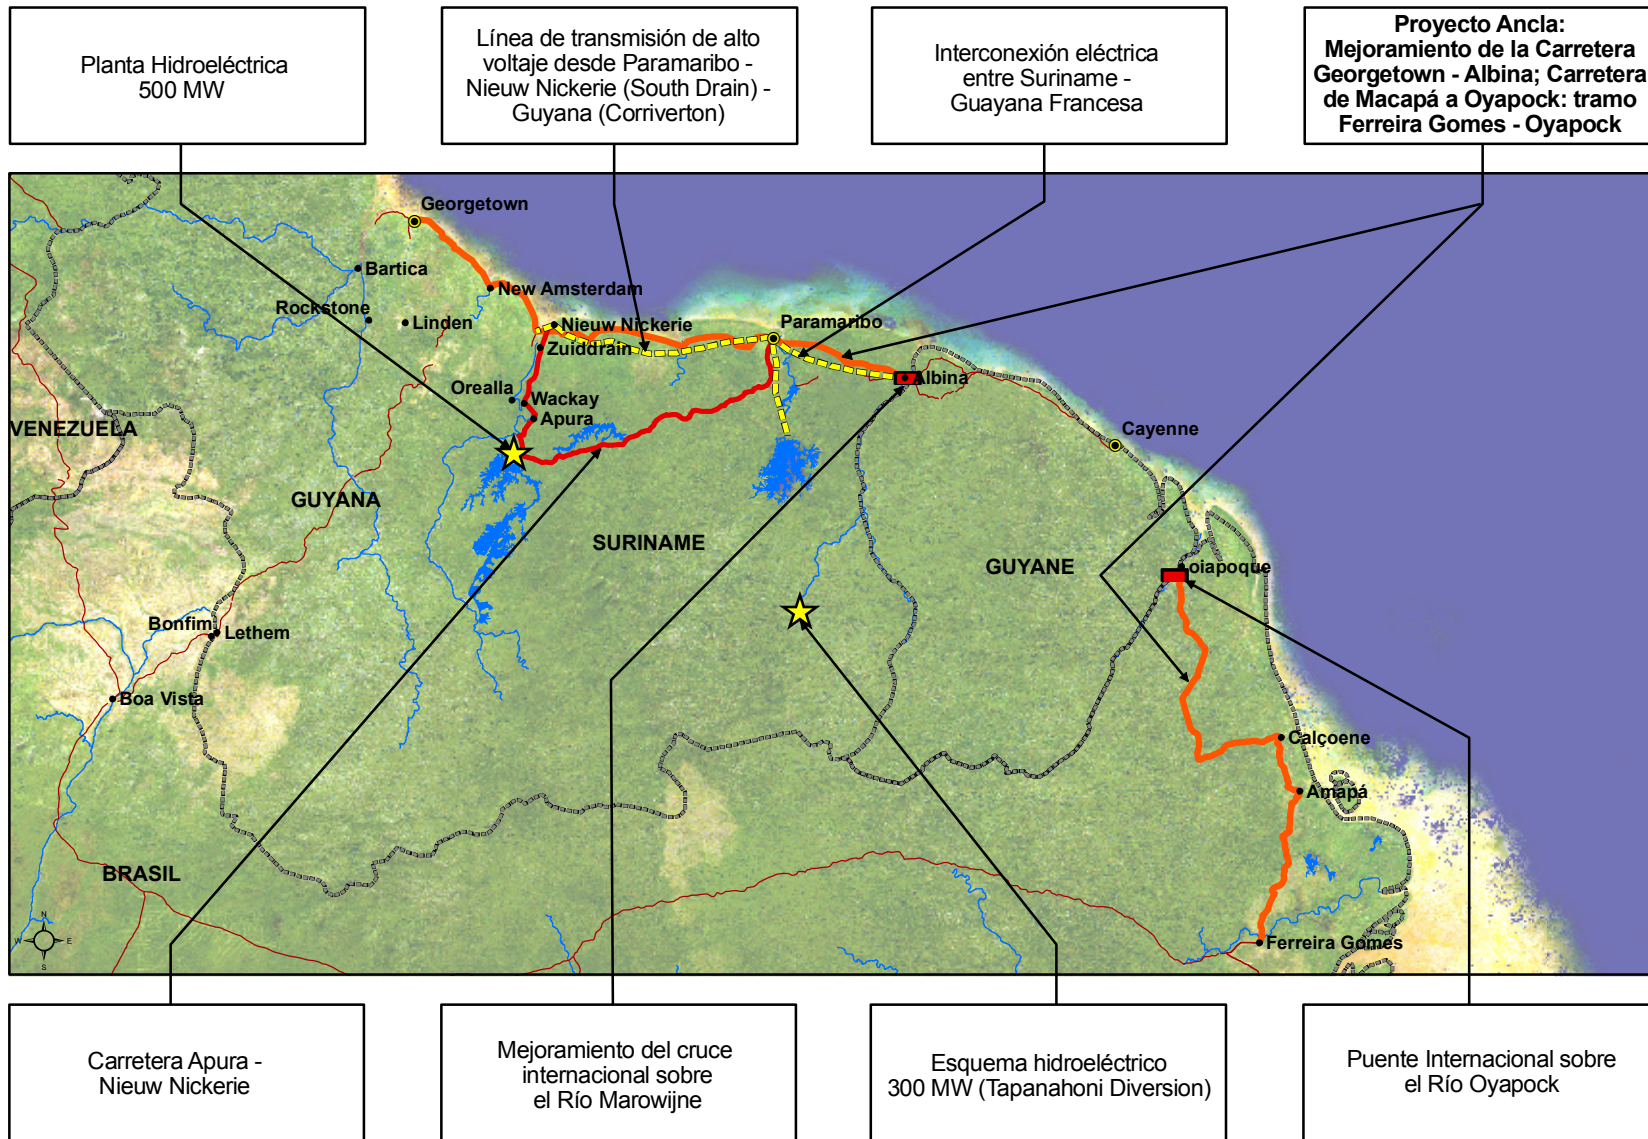 Planta Hidroeléctrica
500 MW
Línea de transmisión de alto
voltaje desde Paramaribo -
Nieuw Nickerie (South Drain) -
Guyana (Corriverton)
Interconexión eléctrica
entre Suriname -
Guayana Francesa
Proyecto Ancla:
Mejoramiento de la Carretera
Georgetown - Albina; Carretera
de Macapá a Oyapock: tramo
Ferreira Gomes - Oyapock
Georgetown
Bartica
New Amsterdam
Rockstone
Linden
Nieuw Nickerie
Paramaribo
Zuiddrain
Albina
Orealla
Wackay
Apura
VENEZUELA
Cayenne
GUYANA
SURINAME
GUYANE
oiapoque
Bonfim
Lethem
Boa Vista
Calçoene
Amapá
BRASIL
Ferreira Gomes
N
W
E
S
Carretera Apura -
Nieuw Nickerie
Mejoramiento del cruce
internacional sobre
el Río Marowijne
Esquema hidroeléctrico
300 MW (Tapanahoni Diversion)
Puente Internacional sobre
el Río Oyapock